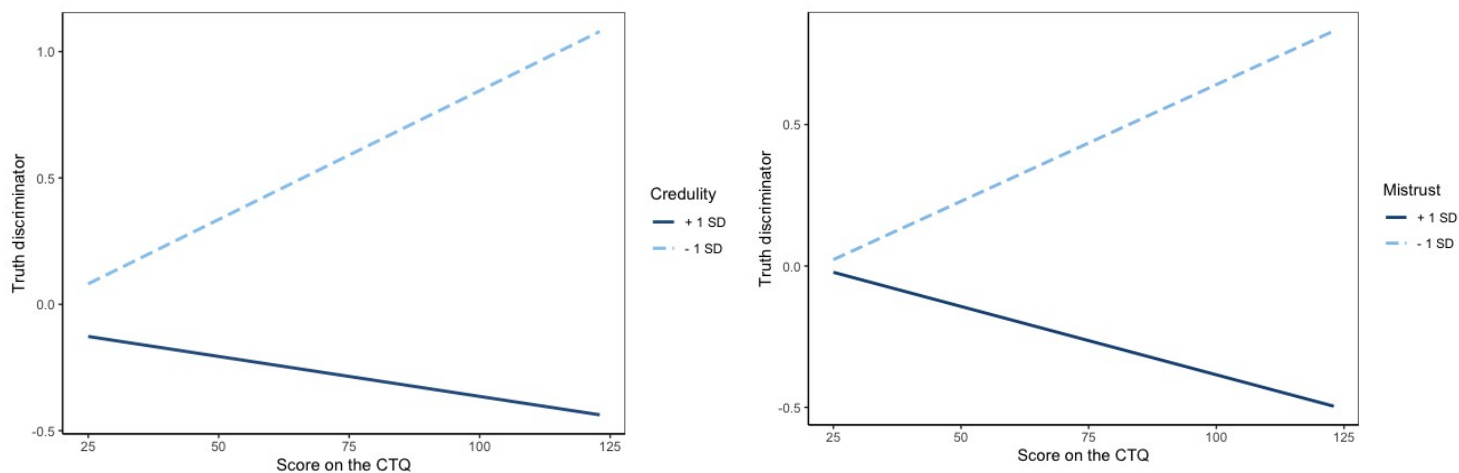 Truth discriminator
1.0
0.5
0.0
-0.5
25
50
75
100
125
Score on the CTQ
Credulity
+ 1 SD
- 1 SD
Truth discriminator
0.5
0.0
-0.5
25
50
75
100
125
Score on the CTQ
Mistrust
+ 1 SD
- 1 SD